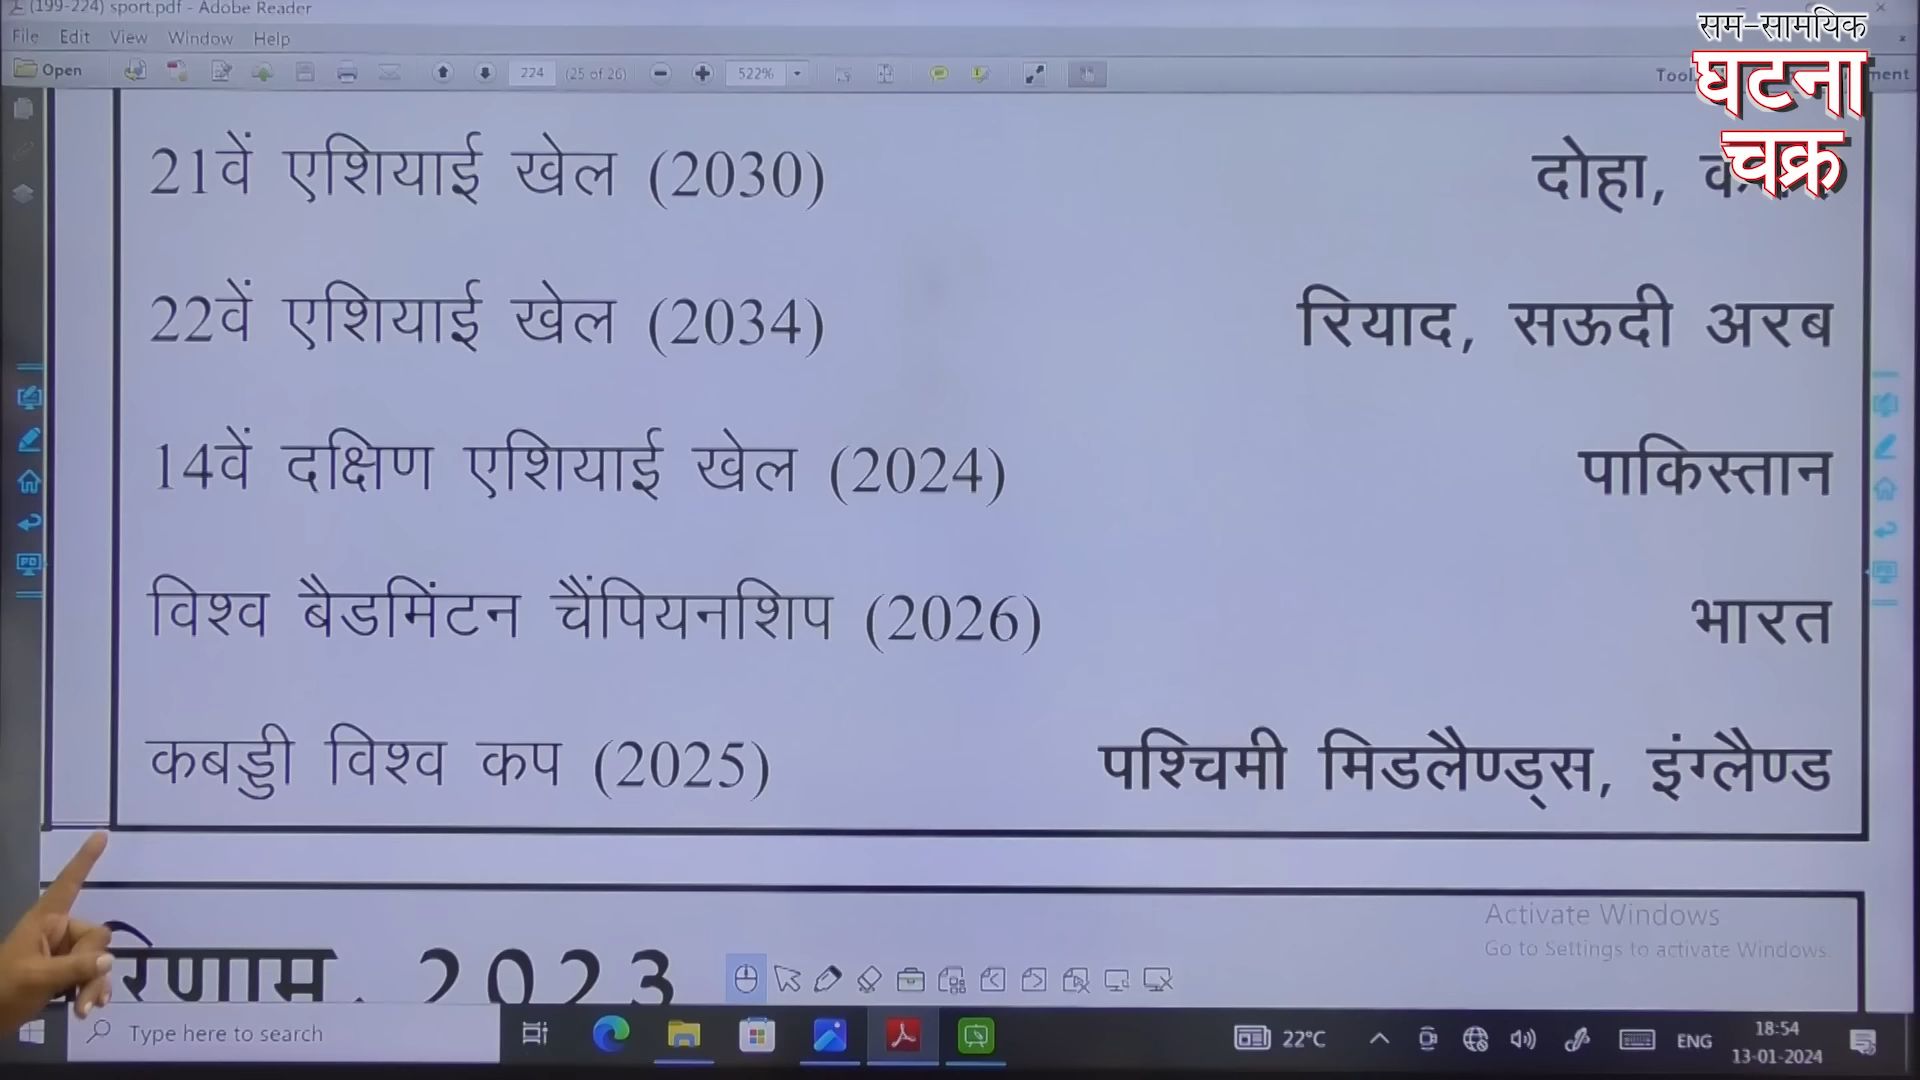 (199-224) sport.pdf - Adobe Reader
File Edit View Window Help
Open 224 (25 of 26) 522%
सम-सामयिक
घटना
चक्र
21वें एशियाई खेल (2030) दोहा,
22वें एशियाई खेल (2034) रियाद, सऊदी अरब
14वें दक्षिण एशियाई खेल (2024) पाकिस्तान
विश्व बैडमिंटन चैंपियनशिप (2026) भारत
कबड्डी विश्व कप (2025) पश्चिमी मिडलैण्ड्स, इंग्लैण्ड
Activate Windows
Go to Settings to activate Windows.
2023
Type here to search
22°C ENG 18:54
13-01-2024